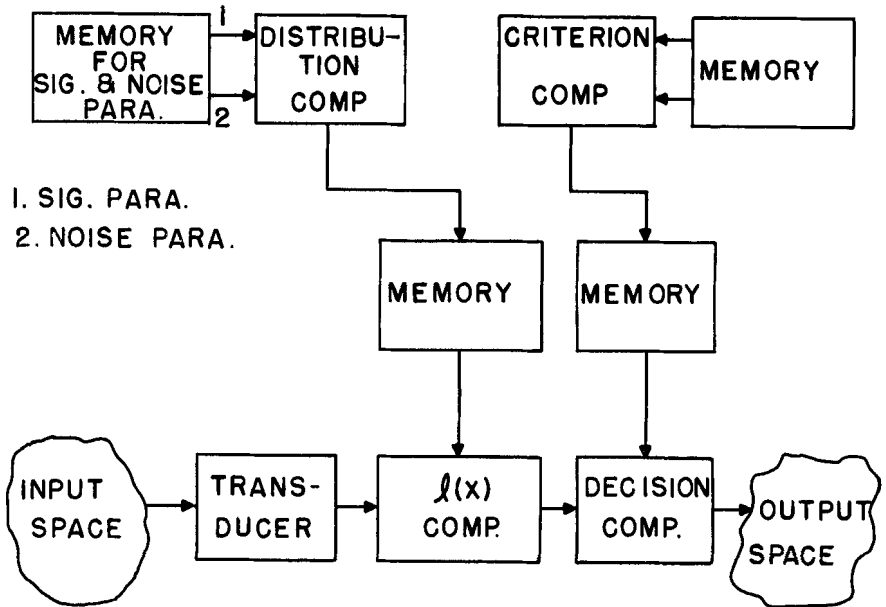 1
MEMORY
FOR
SIG. & NOISE
PARA.
2
DISTRIBU-
TION
COMP
CRITERION
COMP
MEMORY
1. SIG. PARA.
2. NOISE PARA.
MEMORY
MEMORY
INPUT
SPACE
TRANS-
DUCER
l(x)
COMP.
DECISION
COMP.
OUTPUT
SPACE